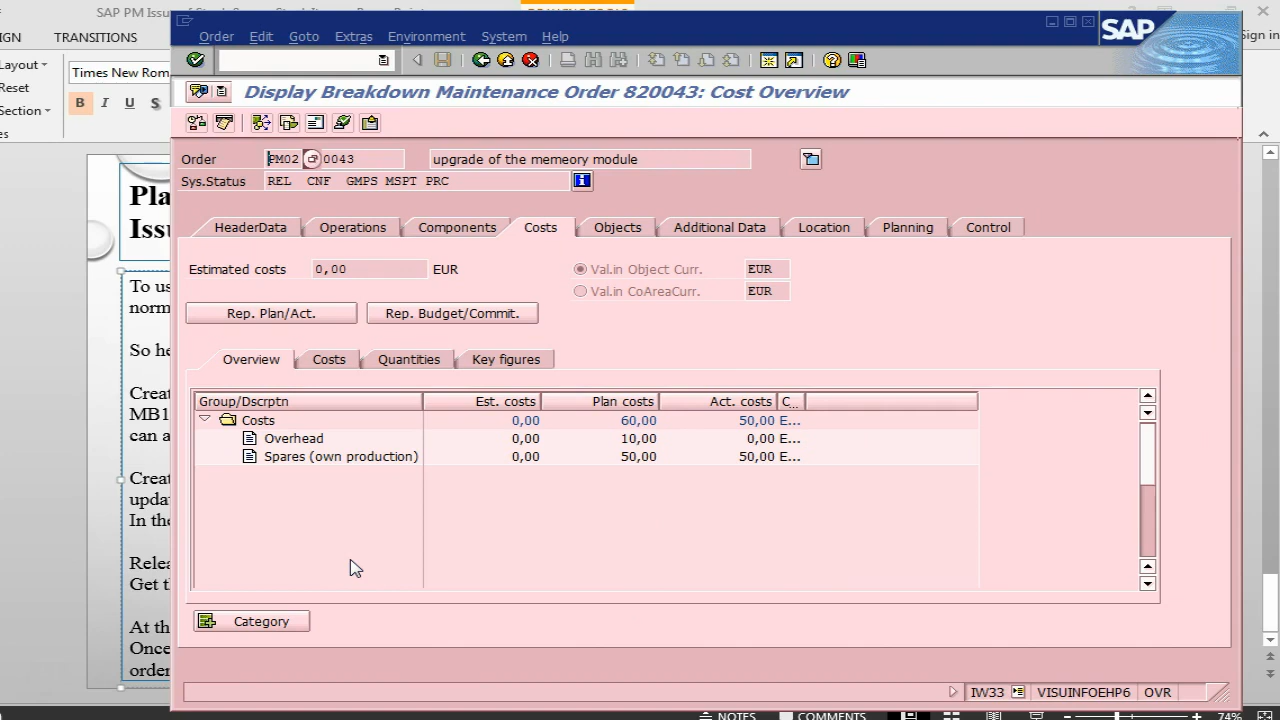 SAP PM Issu
IGN TRANSITIONS
Layout
Reset
Section
Times New Rom
B I U S
Order Edit Goto Extras Environment System Help
SAP
Display Breakdown Maintenance Order 820043: Cost Overview
Order PM02 0043 upgrade of the memeory module
Sys.Status REL CNF GMPS MSPT PRC
HeaderData Operations Components Costs Objects Additional Data Location Planning Control
Estimated costs 0,00 EUR Val.in Object Curr. EUR
Val.in CoAreaCurr. EUR
Rep. Plan/Act. Rep. Budget/Commit.
Overview Costs Quantities Key figures
Group/Dscrptn Est. costs Plan costs Act. costs C..
Costs 0,00 60,00 50,00 E...
Overhead 0,00 10,00 0,00 E...
Spares (own production) 0,00 50,00 50,00 E...
Category
IW33 VISUINFOEHP6 OVR
Sign in
Pla
Iss
To us
norm
So he
Creat
MB1
can a
Creat
upda
In the
Relea
Get t
At th
Once
order
NOTES COMMENTS 74%